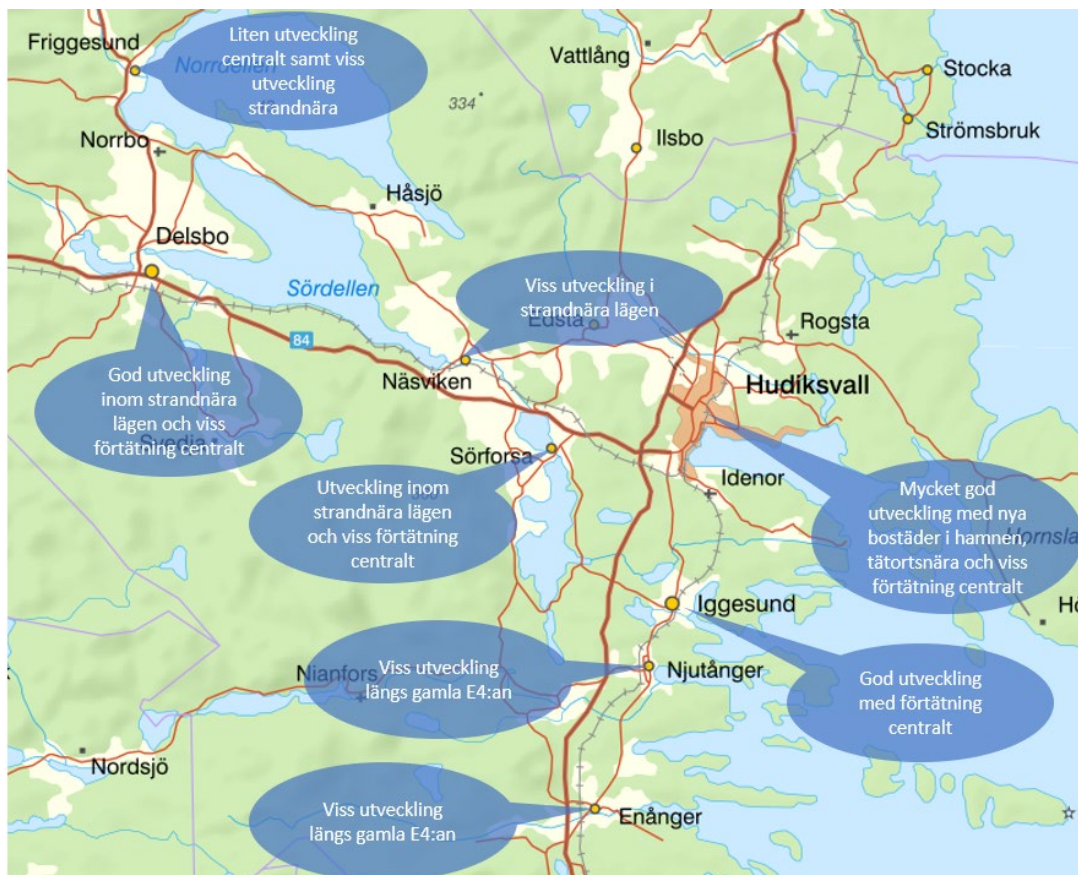 Friggesund
Liten utveckling
centralt samt viss
utveckling
strandnära
Norrdellen
Vattlång
334
Stocka
Strömsbruk
Ilsbo
Norrbo
Håsjö
Delsbo
Sördellen
Viss utveckling i
strandnära lägen
Edsta
Rogsta
84
Näsviken
Hudiksvall
God utveckling
inom strandnära
lägen och viss
förtätning centralt
Svedja
Sörforsa
Idenor
Utveckling inom
strandnära lägen
och viss förtätning
centralt
Mycket god
utveckling med nya
bostäder i hamnen,
tätortsnära och viss
förtätning centralt
Hornsla
Iggesund
Hö
Viss utveckling
längs gamla E4:an
Nianfors
Njutånger
God utveckling
med förtätning
centralt
Nordsjö
Viss utveckling
längs gamla E4:an
Enånger